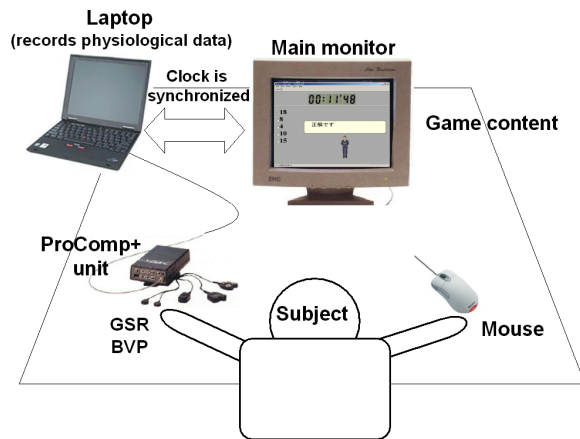 Laptop
(records physiological data)
Main monitor
Clock is
synchronized
00:11'48
18
8
4
10
15
正解です
Game content
EMC
ProComp+
unit
GSR
BVP
Subject
Mouse